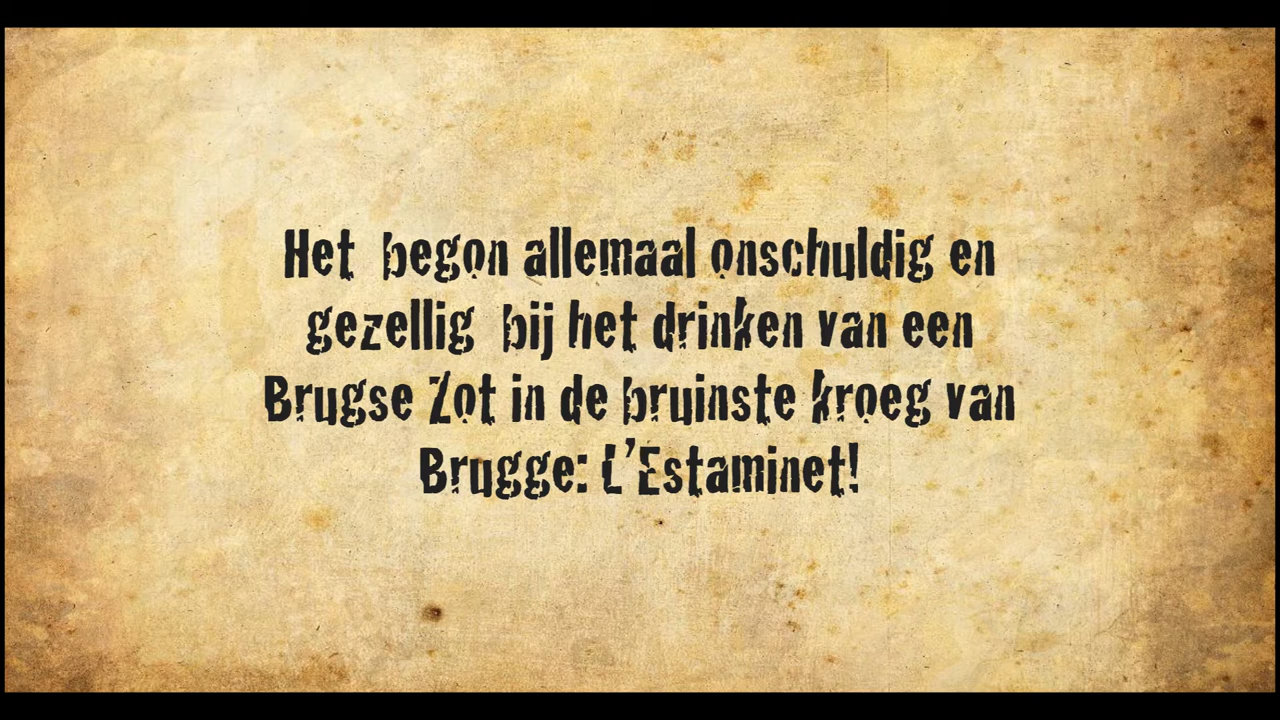 Het begon allemaal onschuldig en
gezellig bij het drinken van een
Brugse Zot in de bruinste kroeg van
Brugge: L'Estaminet!